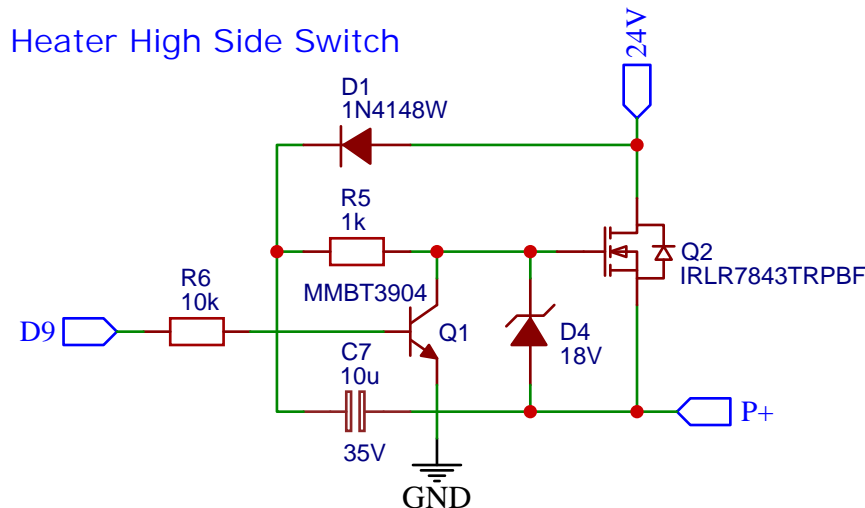 Heater High Side Switch
24V
D1
1N4148W
R5
1k
Q2
IRLR7843TRPBF
R6
10k
MMBT3904
D9
Q1
D4
18V
C7
10u
35V
P+
GND